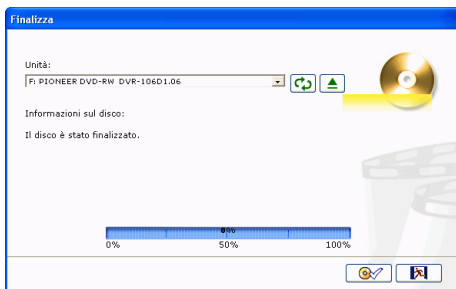 Finalizza
Unità:
F: PIONEER DVD-RW DVR-106D1.06
Informazioni sul disco:
Il disco è stato finalizzato.
0%
0%
50%
100%